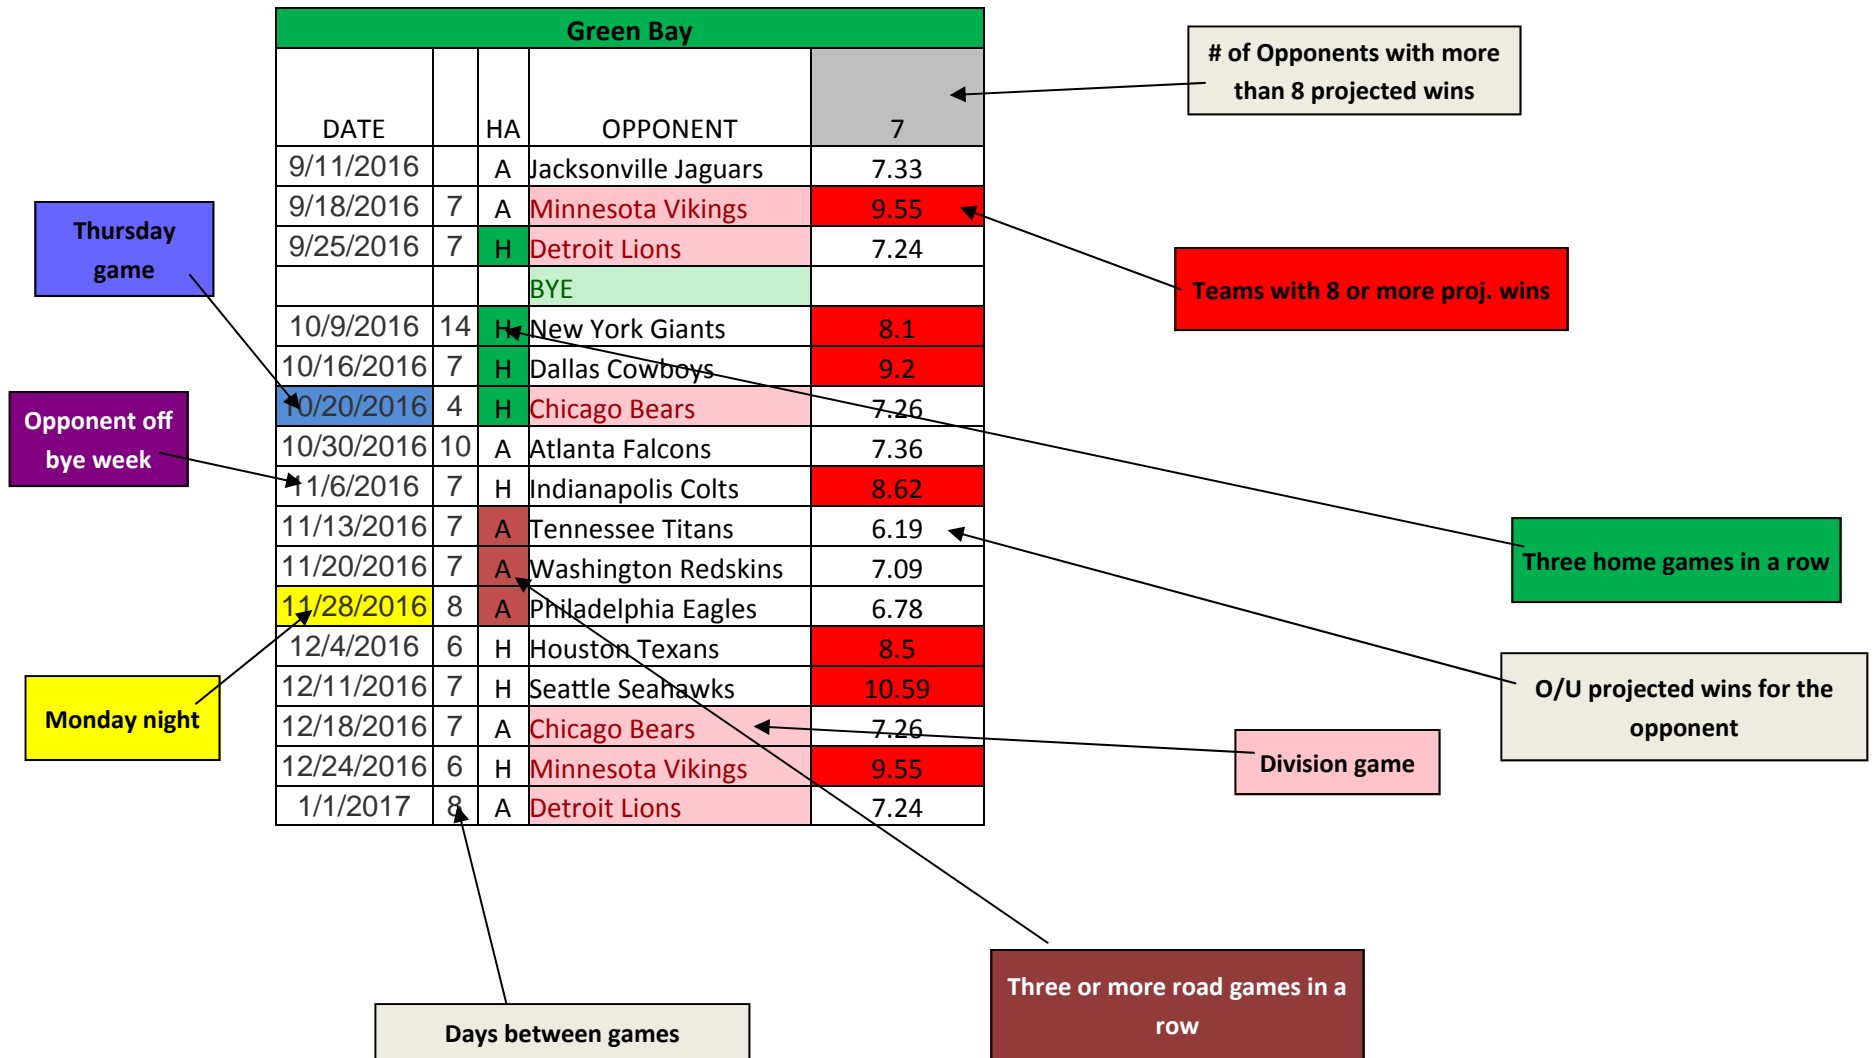 Green Bay
DATE HA OPPONENT 7
9/11/2016 A Jacksonville Jaguars 7.33
9/18/2016 7 A Minnesota Vikings 9.55
9/25/2016 7 H Detroit Lions 7.24
BYE
10/9/2016 14 H New York Giants 8.1
10/16/2016 7 H Dallas Cowboys 9.2
10/20/2016 4 H Chicago Bears 7.26
10/30/2016 10 A Atlanta Falcons 7.36
11/6/2016 7 H Indianapolis Colts 8.62
11/13/2016 7 A Tennessee Titans 6.19
11/20/2016 7 A Washington Redskins 7.09
11/28/2016 8 A Philadelphia Eagles 6.78
12/4/2016 6 H Houston Texans 8.5
12/11/2016 7 H Seattle Seahawks 10.59
12/18/2016 7 A Chicago Bears 7.26
12/24/2016 6 H Minnesota Vikings 9.55
1/1/2017 8 A Detroit Lions 7.24
# of Opponents with more
than 8 projected wins
Thursday
game
Teams with 8 or more proj. wins
Opponent off
bye week
Three home games in a row
O/U projected wins for the
opponent
Monday night
Division game
Three or more road games in a
row
Days between games